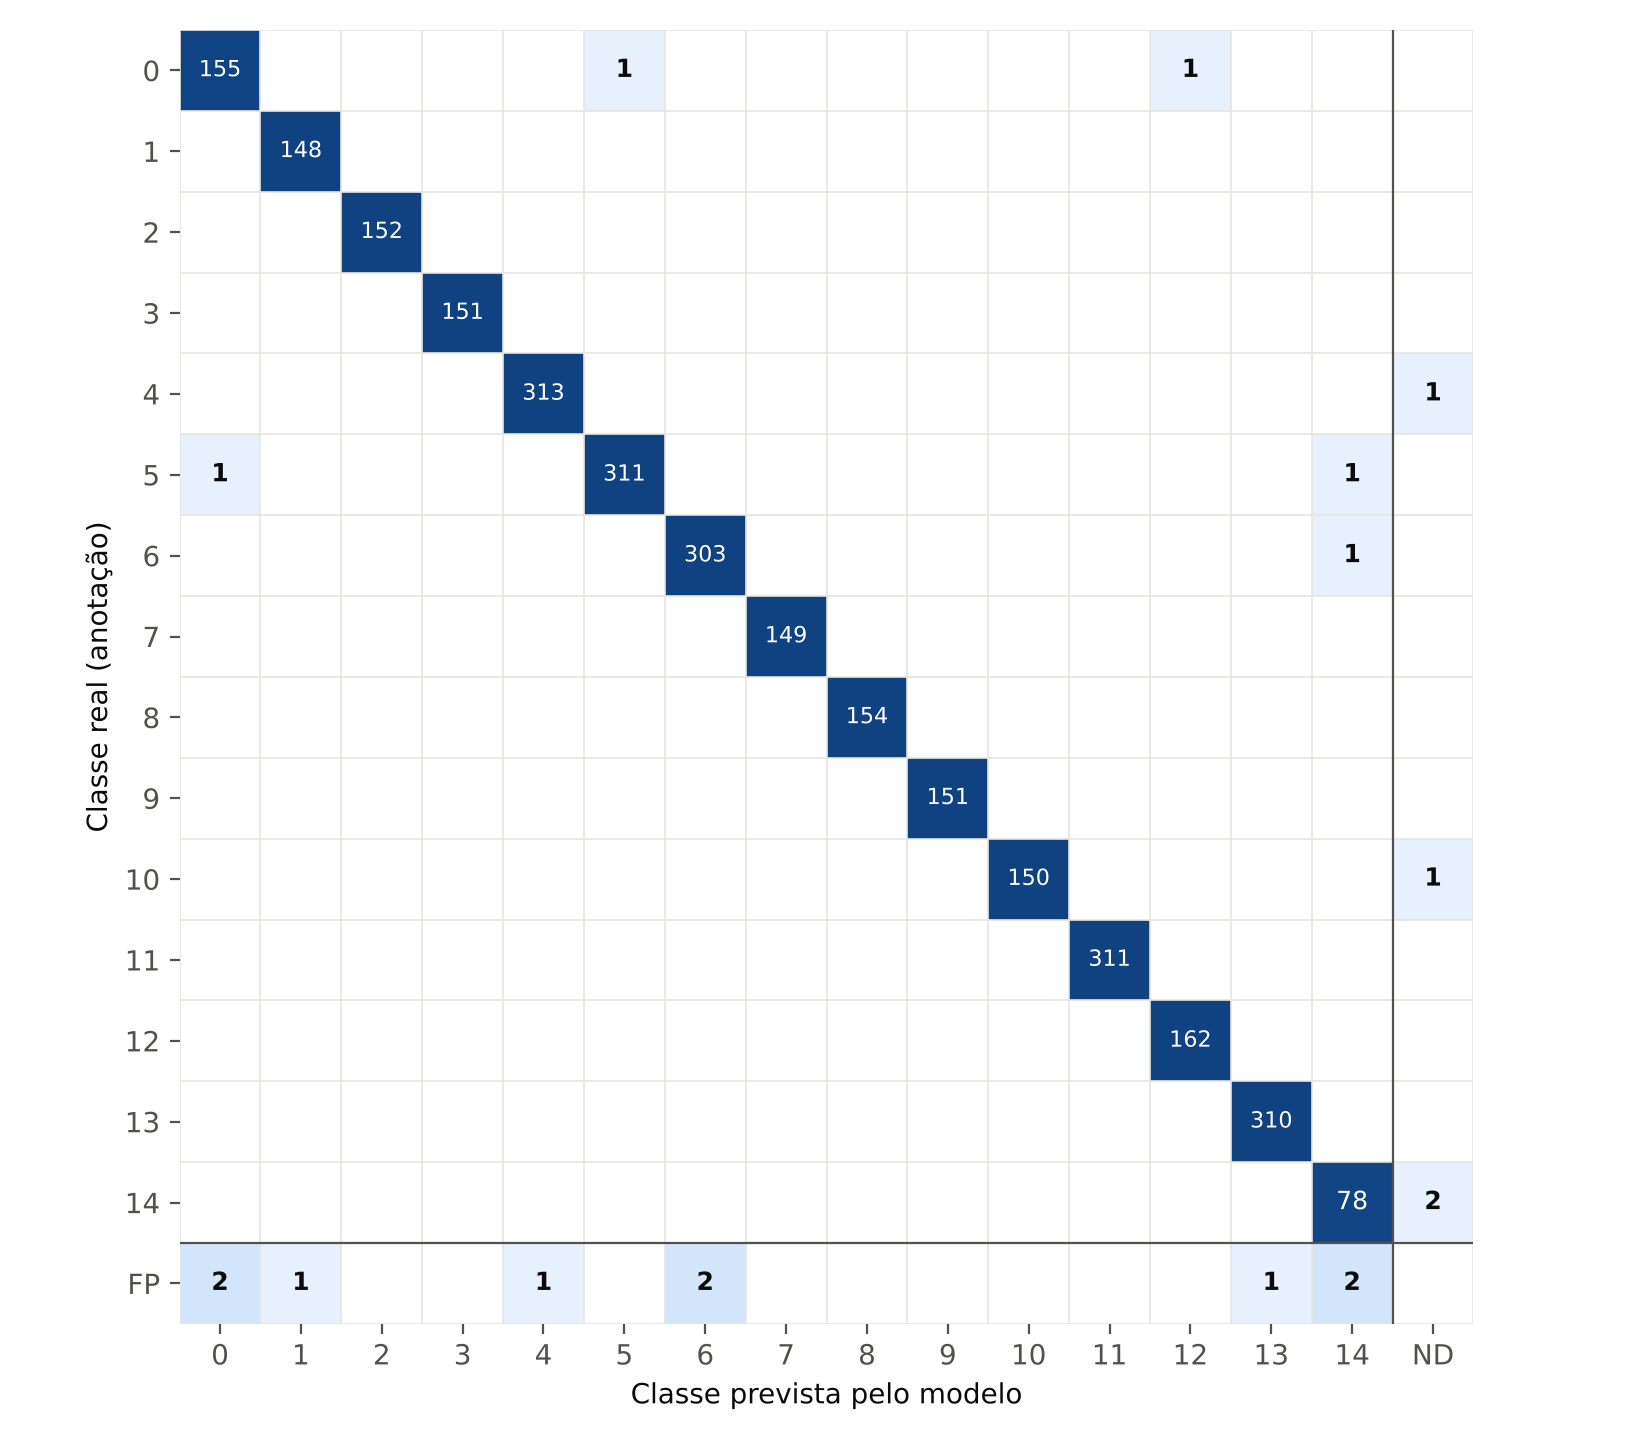 0 155 1 1
1 148
2 152
3 151
4 313 1
5 1 311 1
6 303 1
7 149
8 154
9 151
10 150 1
11 311
12 162
13 310
14 78 2
FP 2 1 1 2 1 2
0 1 2 3 4 5 6 7 8 9 10 11 12 13 14 ND
Classe prevista pelo modelo
Classe real (anotação)